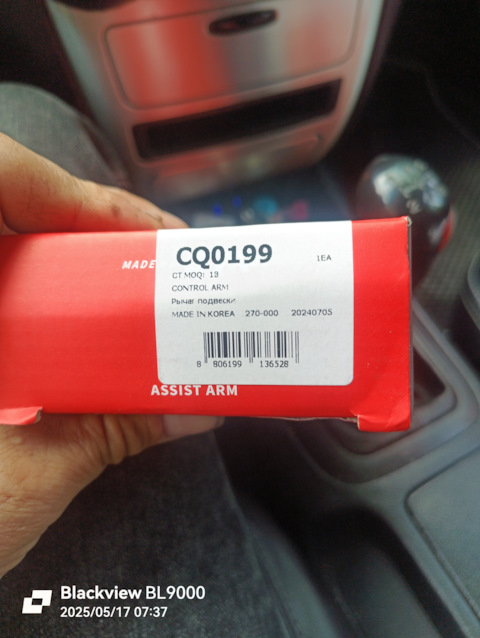 MADE
CQ0199
1EA
CT MOQ: 13
CONTROL ARM
Рычаг подвески
MADE IN KOREA 270-000 20240705
8 806199 136528
ASSIST ARM
Blackview BL9000
2025/05/17 07:37